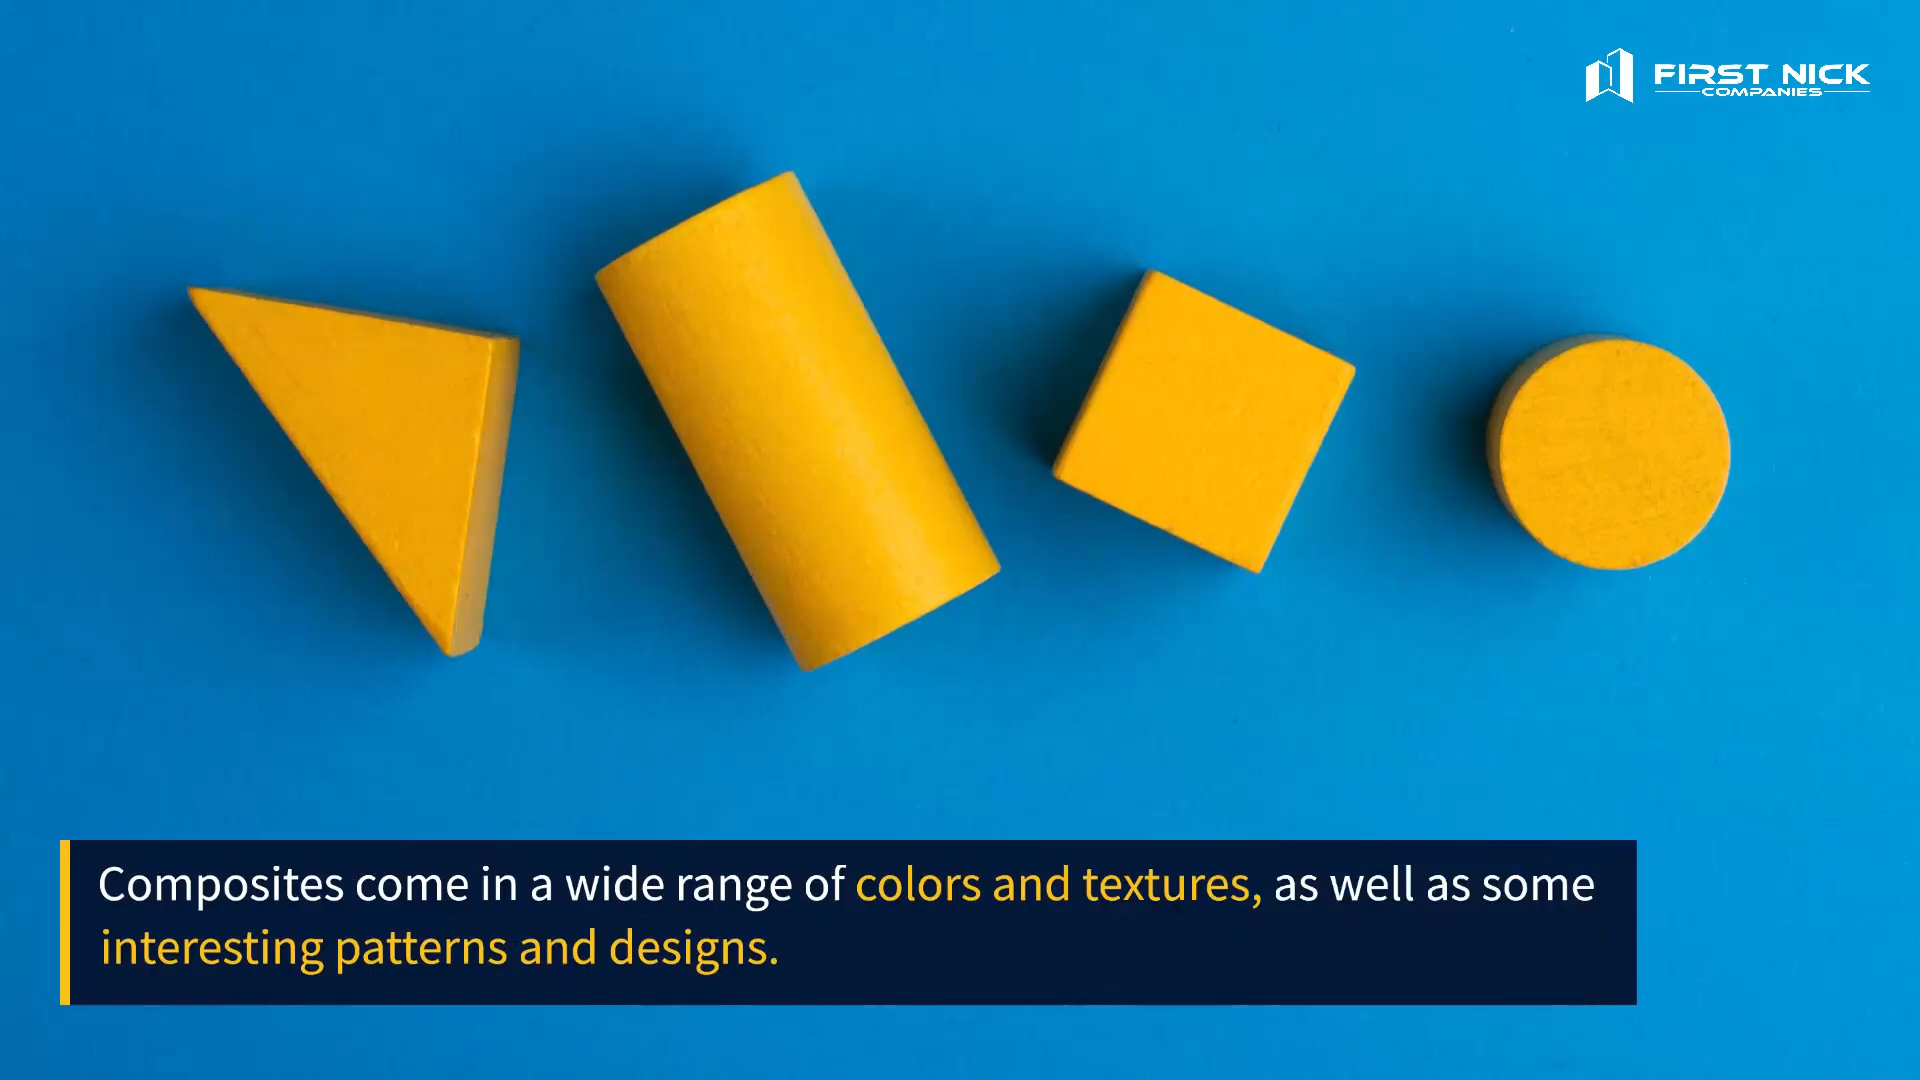 FIRST NICK
COMPANIES
Composites come in a wide range of colors and textures, as well as some
interesting patterns and designs.